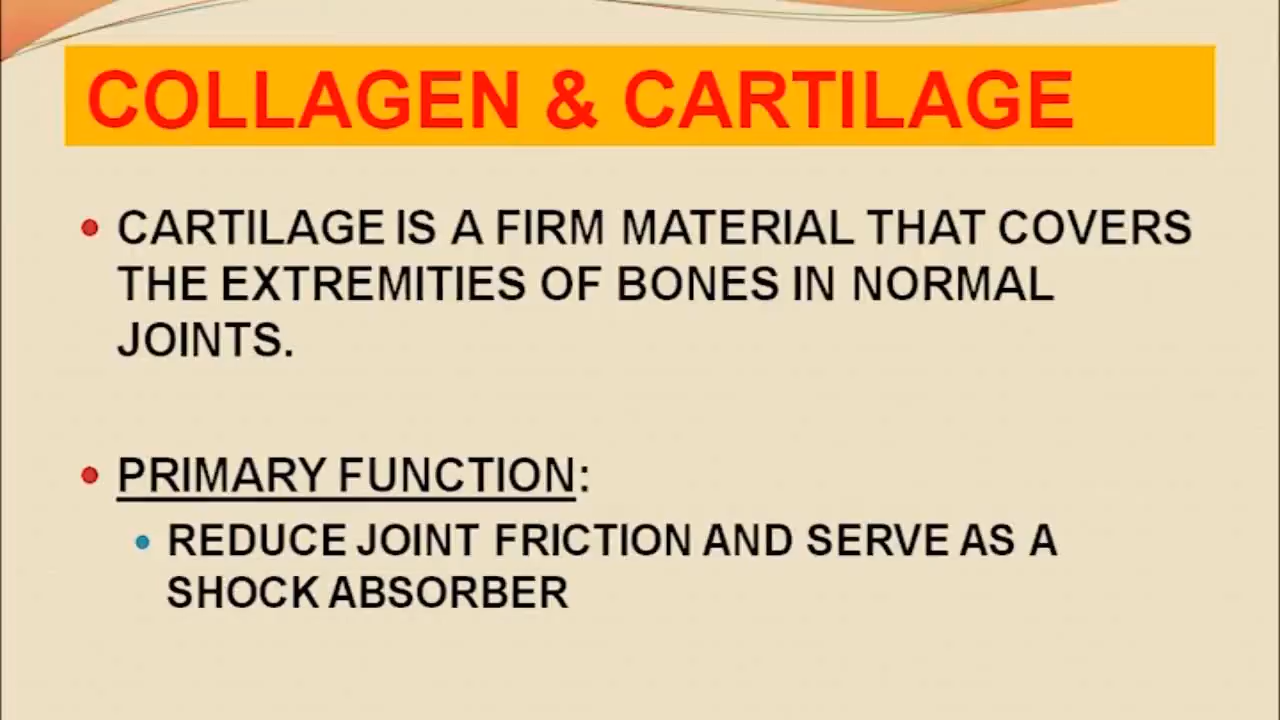 COLLAGEN & CARTILAGE
CARTILAGE IS A FIRM MATERIAL THAT COVERS
THE EXTREMITIES OF BONES IN NORMAL
JOINTS.
PRIMARY FUNCTION:
REDUCE JOINT FRICTION AND SERVE AS A
SHOCK ABSORBER